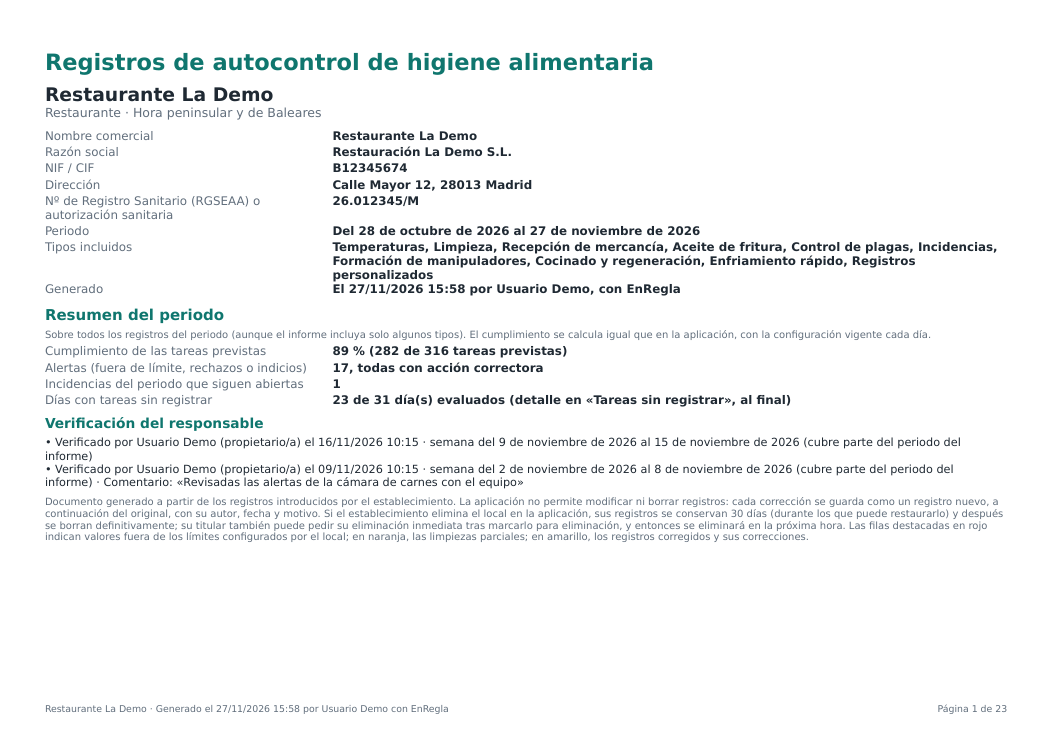 Registros de autocontrol de higiene alimentaria
Restaurante La Demo
Restaurante · Hora peninsular y de Baleares
Nombre comercial Restaurante La Demo
Razón social Restauración La Demo S.L.
NIF / CIF B12345674
Dirección Calle Mayor 12, 28013 Madrid
Nº de Registro Sanitario (RGSEAA) o 26.012345/M
autorización sanitaria
Periodo Del 28 de octubre de 2026 al 27 de noviembre de 2026
Tipos incluidos Temperaturas, Limpieza, Recepción de mercancía, Aceite de fritura, Control de plagas, Incidencias,
Formación de manipuladores, Cocinado y regeneración, Enfriamiento rápido, Registros
personalizados
Generado El 27/11/2026 15:58 por Usuario Demo, con EnRegla
Resumen del periodo
Sobre todos los registros del periodo (aunque el informe incluya solo algunos tipos). El cumplimiento se calcula igual que en la aplicación, con la configuración vigente cada día.
Cumplimiento de las tareas previstas 89 % (282 de 316 tareas previstas)
Alertas (fuera de límite, rechazos o indicios) 17, todas con acción correctora
Incidencias del periodo que siguen abiertas 1
Días con tareas sin registrar 23 de 31 día(s) evaluados (detalle en «Tareas sin registrar», al final)
Verificación del responsable
• Verificado por Usuario Demo (propietario/a) el 16/11/2026 10:15 · semana del 9 de noviembre de 2026 al 15 de noviembre de 2026 (cubre parte del periodo del
informe)
• Verificado por Usuario Demo (propietario/a) el 09/11/2026 10:15 · semana del 2 de noviembre de 2026 al 8 de noviembre de 2026 (cubre parte del periodo del
informe) · Comentario: «Revisadas las alertas de la cámara de carnes con el equipo»
Documento generado a partir de los registros introducidos por el establecimiento. La aplicación no permite modificar ni borrar registros: cada corrección se guarda como un registro nuevo, a
continuación del original, con su autor, fecha y motivo. Si el establecimiento elimina el local en la aplicación, sus registros se conservan 30 días (durante los que puede restaurarlo) y después
se borran definitivamente; su titular también puede pedir su eliminación inmediata tras marcarlo para eliminación, y entonces se eliminará en la próxima hora. Las filas destacadas en rojo
indican valores fuera de los límites configurados por el local; en naranja, las limpiezas parciales; en amarillo, los registros corregidos y sus correcciones.
Restaurante La Demo · Generado el 27/11/2026 15:58 por Usuario Demo con EnRegla Página 1 de 23